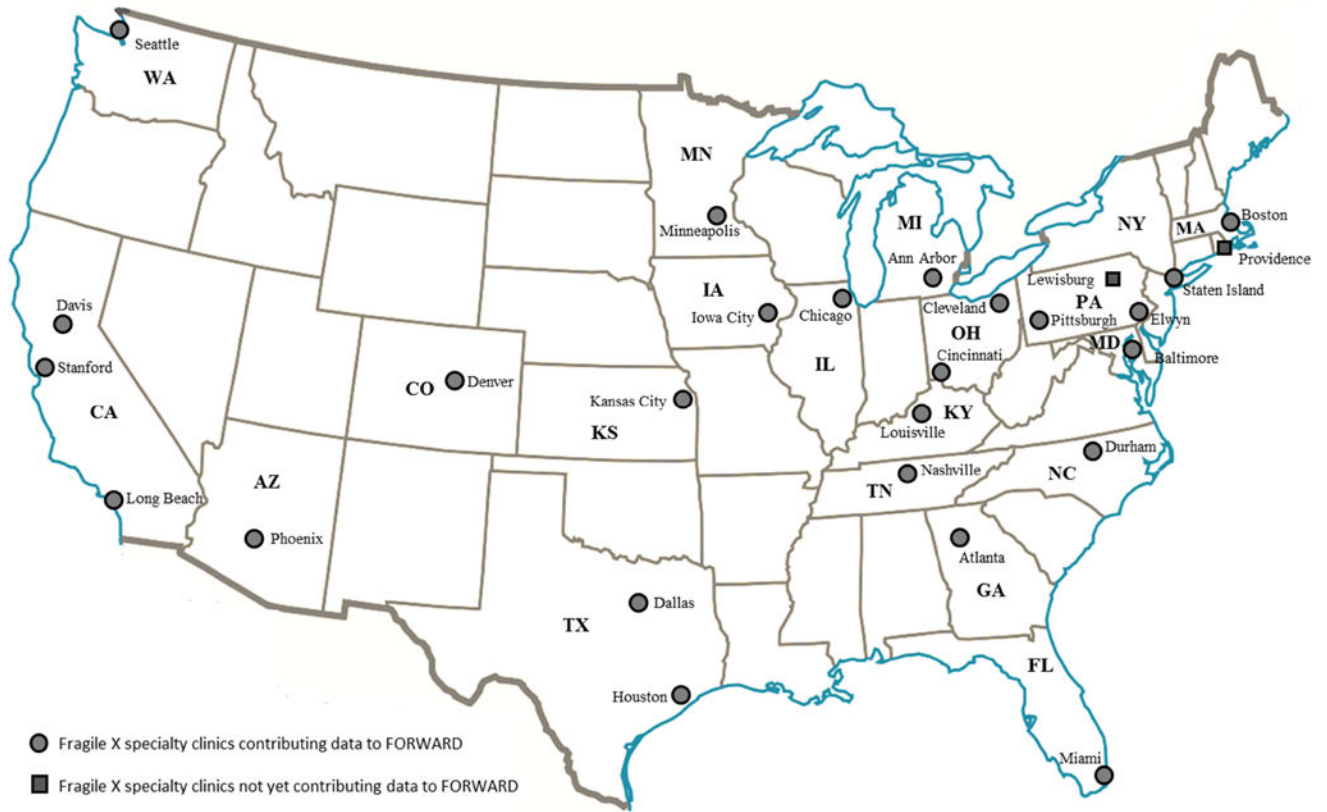 Seattle
WA
MN
Minneapolis
MI
Ann Arbor
NY
MA
Boston
Providence
Staten Island
Lewisburg
PA
Pittsburgh
Elwyn
MD
Baltimore
IA
Iowa City
Chicago
IL
Cleveland
OH
Cincinnati
Davis
Stanford
CA
Long Beach
CO
Denver
Kansas City
KS
KY
Louisville
Nashville
TN
Durham
NC
AZ
Phoenix
Atlanta
GA
Dallas
TX
Houston
FL
Miami
Fragile X specialty clinics contributing data to FORWARD
Fragile X specialty clinics not yet contributing data to FORWARD